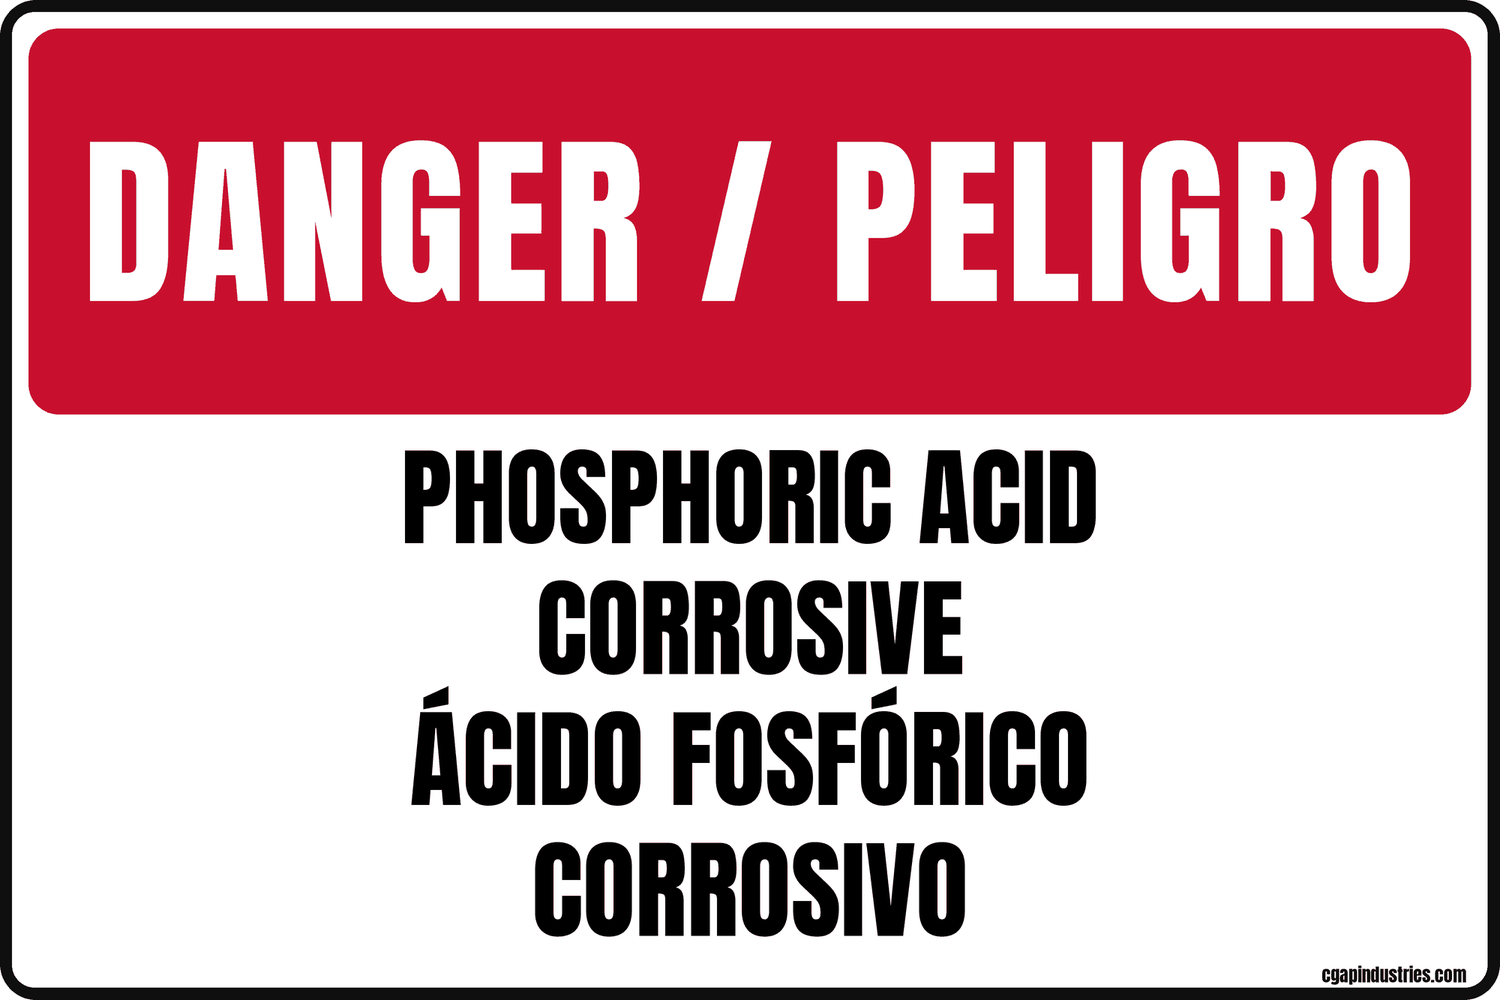 DANGER / PELIGRO
PHOSPHORIC ACID
CORROSIVE
ÁCIDO FOSFÓRICO
CORROSIVO
cgapindustries.com